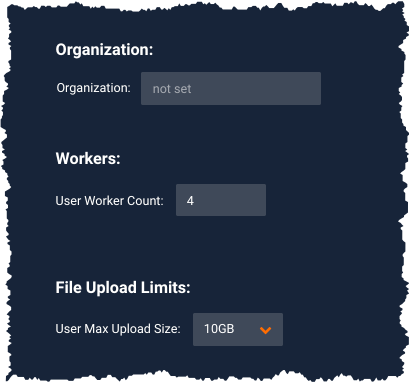 Organization:
Organization: not set
Workers:
User Worker Count: 4
File Upload Limits:
User Max Upload Size: 10GB